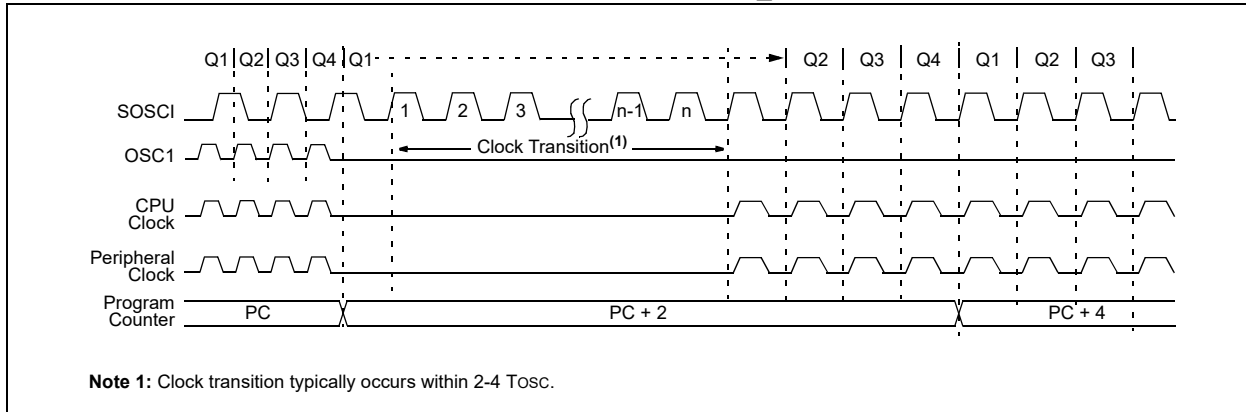 Q1 Q2 Q3 Q4 Q1 Q2 Q3 Q4 Q1 Q2 Q3
SOSCI 1 2 3 n-1 n
OSC1 Clock Transition(1)
CPU
Clock
Peripheral
Clock
Program
Counter PC PC + 2 PC + 4
Note 1: Clock transition typically occurs within 2-4 TOSC.